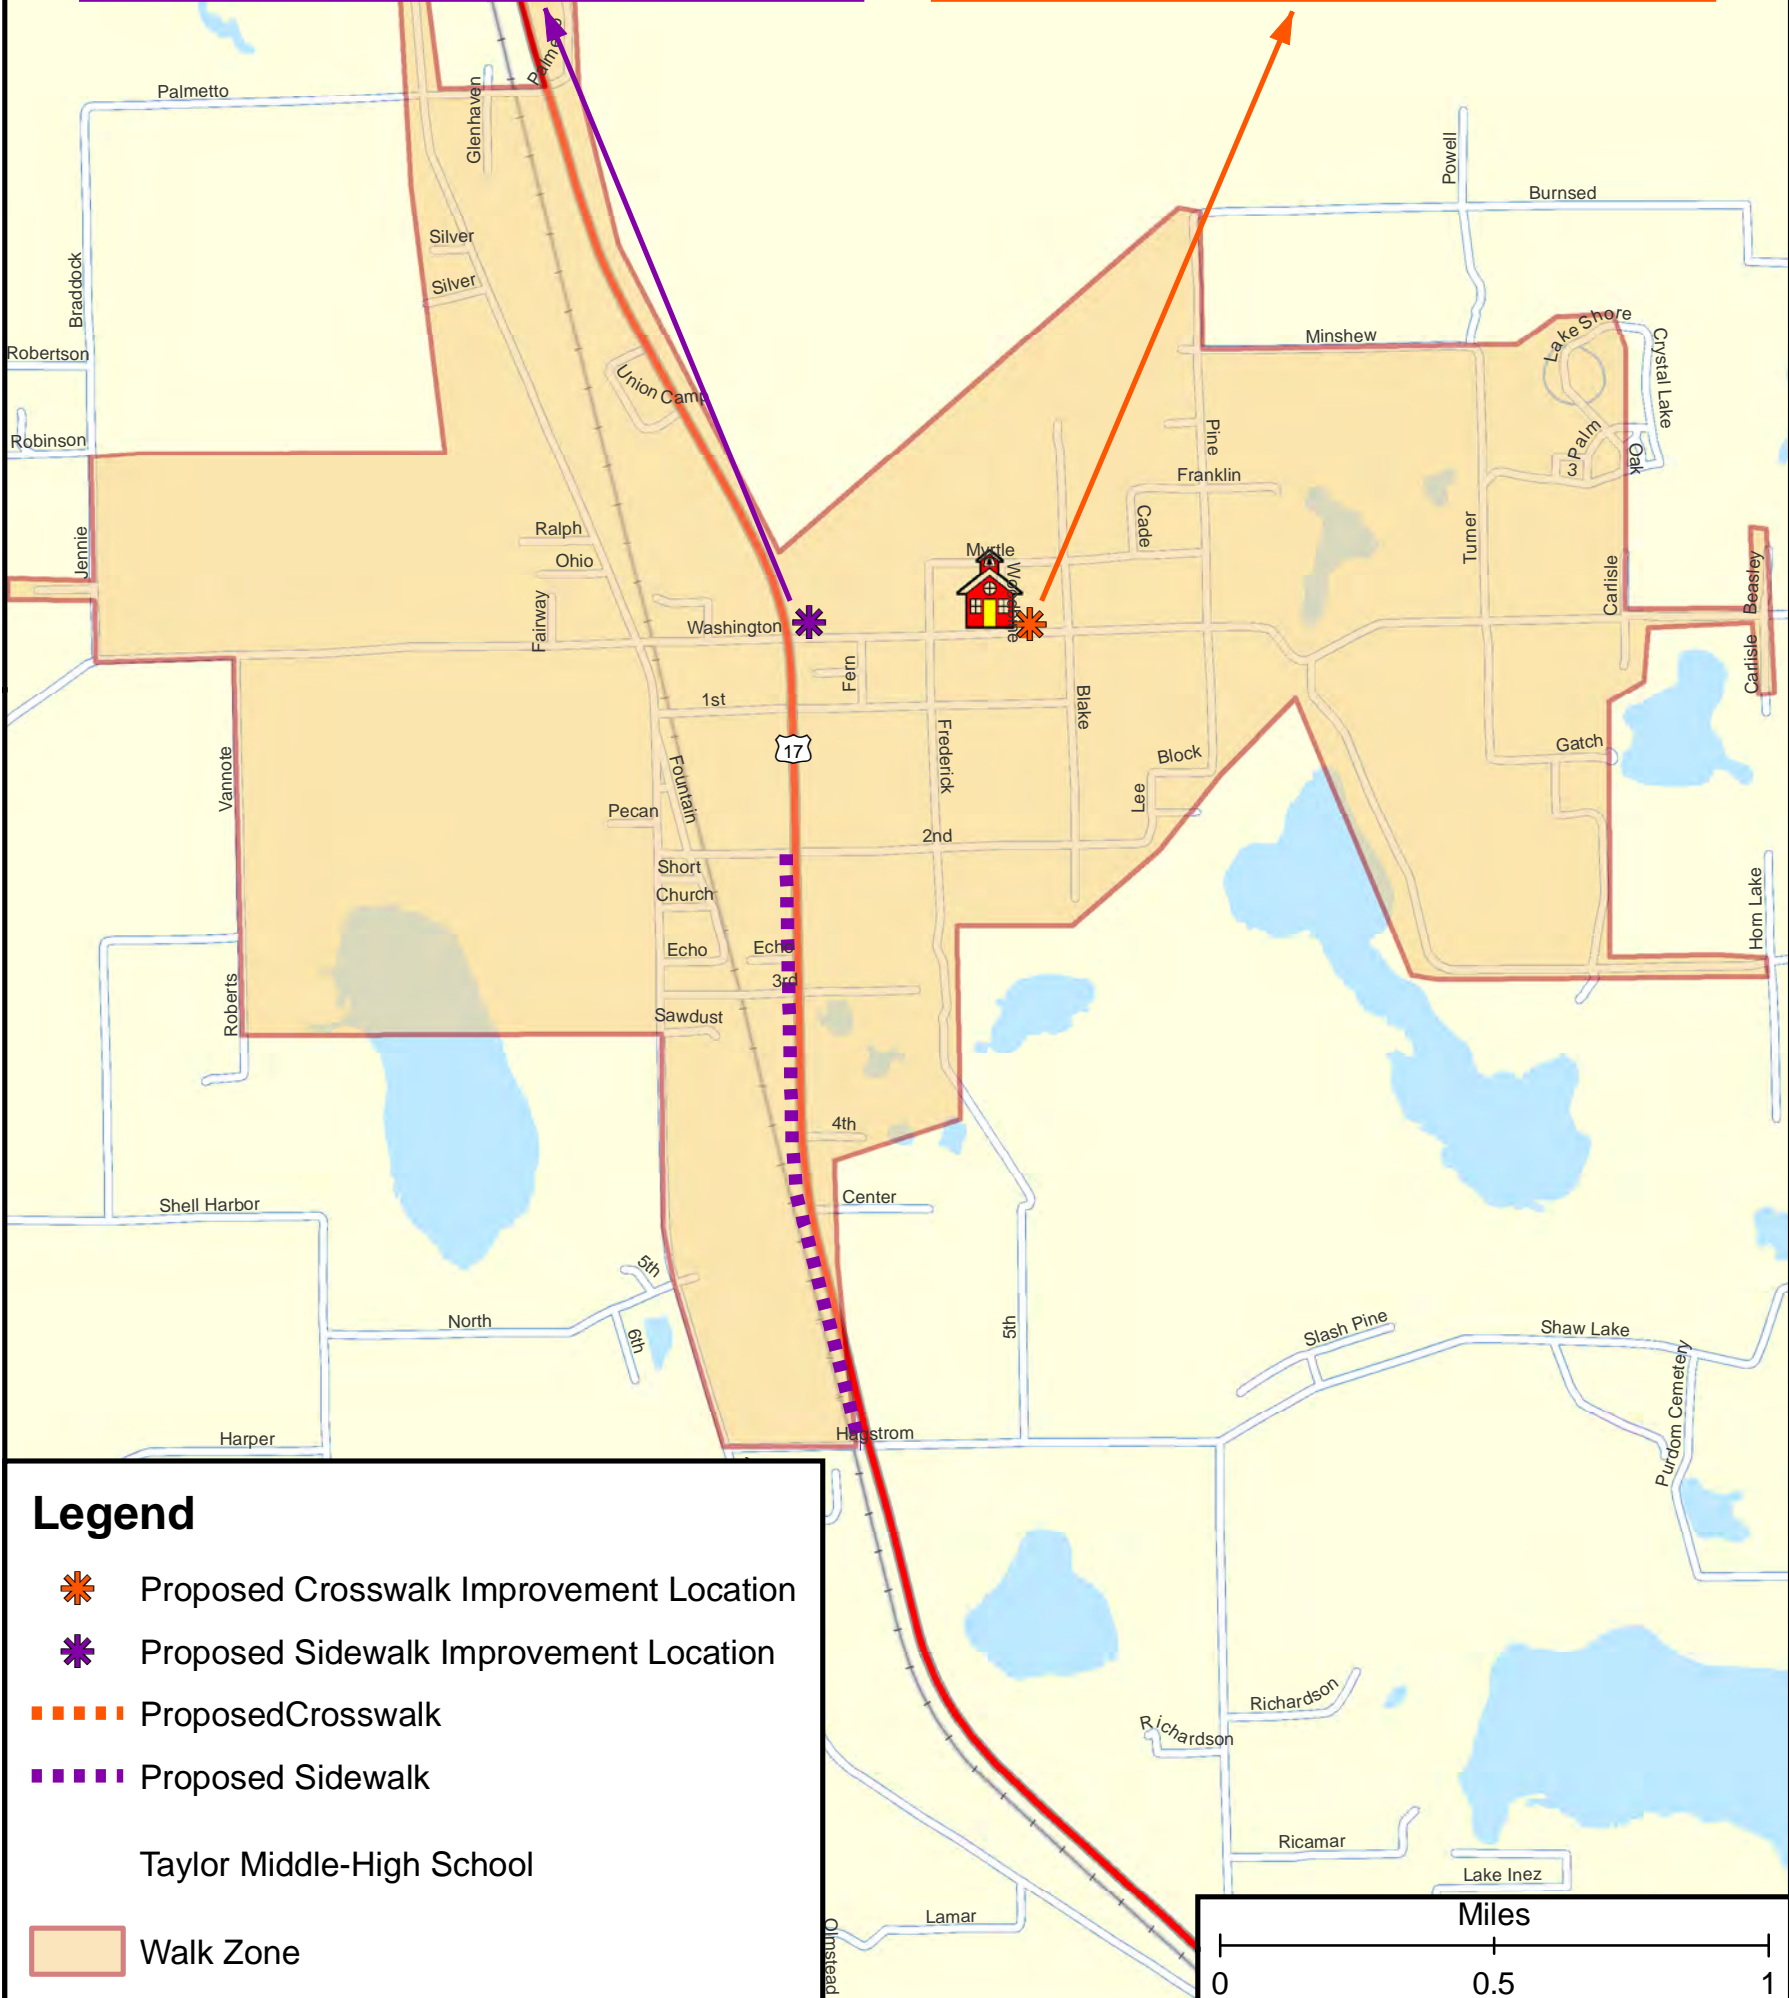 Palmetto
Glenhaven
Powell
Burnsed
Silver
Silver
Braddock
Robertson
Robinson
Union Camp
Minshew
Lake Shore
Crystal Lake
Palm
Oak
3
Pine
Franklin
Cade
Turner
Ralph
Ohio
Jennie
Fairway
Washington
Myrtle
Woodbine
Carlisle
Beasley
Carlisle
Fern
1st
17
Blake
Frederick
Block
Gatch
Vannote
Fountain
Pecan
Lee
2nd
Short
Church
Echo
Echo
3rd
Sawdust
Roberts
Horn Lake
4th
Center
Shell Harbor
5th
6th
North
5th
Slash Pine
Shaw Lake
Purdom Cemetery
Harper
Hagstrom
Richardson
Richardson
Ricamar
Lake Inez
Lamar
Olmstead
Legend
Proposed Crosswalk Improvement Location
Proposed Sidewalk Improvement Location
ProposedCrosswalk
Proposed Sidewalk
Taylor Middle-High School
Walk Zone
Miles
0 0.5 1